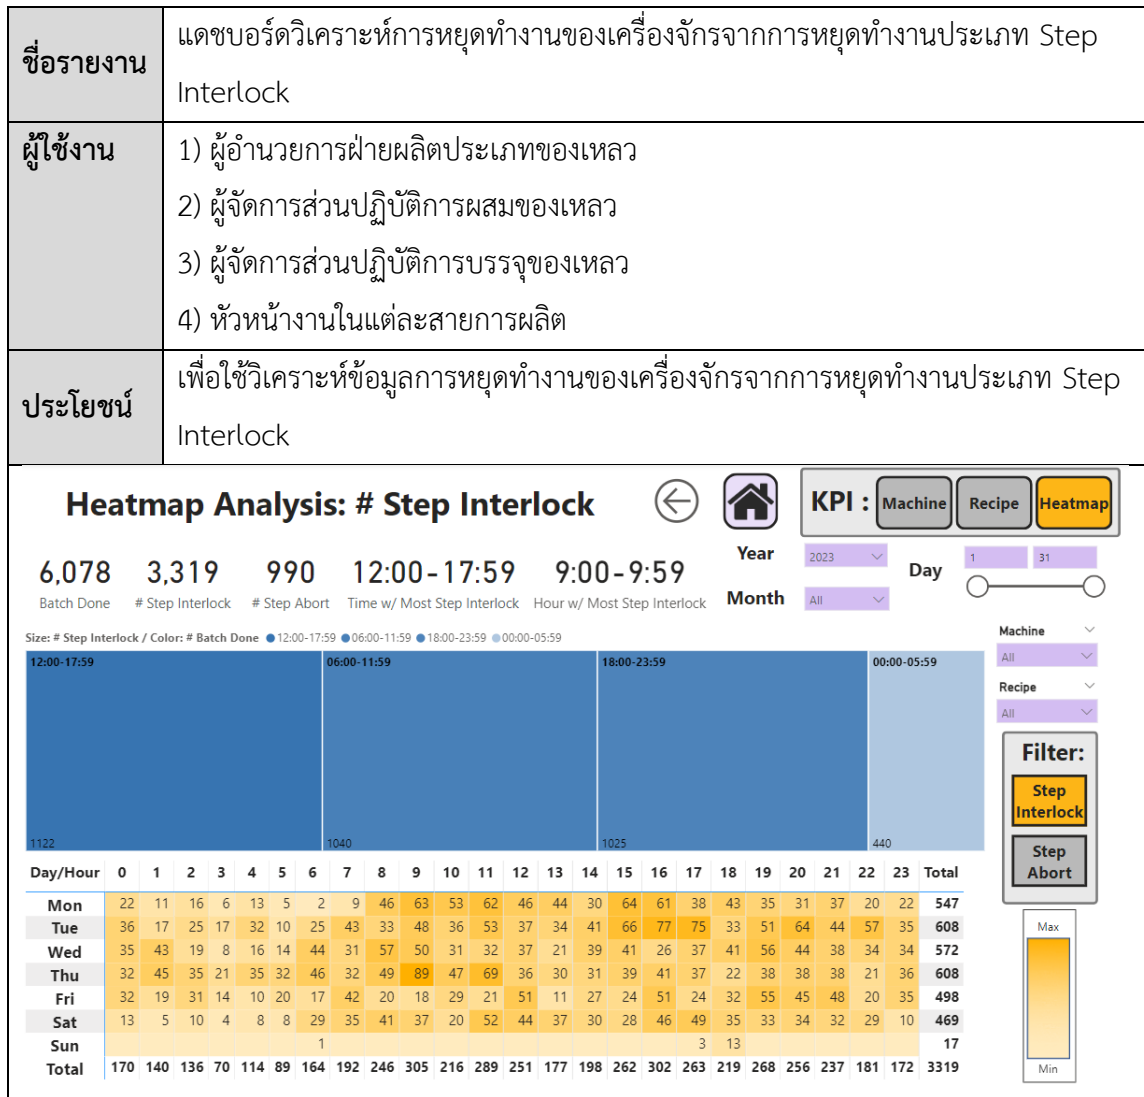 ชื่อรายงาน
แดชบอร์ดวิเคราะห์การหยุดทำงานของเครื่องจักรจากการหยุดทำงานประเภท Step
Interlock
ผู้ใช้งาน
1) ผู้อำนวยการฝ่ายผลิตประเภทของเหลว
2) ผู้จัดการส่วนปฏิบัติการผสมของเหลว
3) ผู้จัดการส่วนปฏิบัติการบรรจุของเหลว
4) หัวหน้างานในแต่ละสายการผลิต
ประโยชน์
เพื่อใช้วิเคราะห์ข้อมูลการหยุดทำงานของเครื่องจักรจากการหยุดทำงานประเภท Step
Interlock
Heatmap Analysis: # Step Interlock
KPI : Machine Recipe Heatmap
6,078 3,319 990 12:00-17:59 9:00-9:59
Batch Done # Step Interlock # Step Abort Time w/ Most Step Interlock Hour w/ Most Step Interlock
Year 2023
Month All
Day 1 31
Size: # Step Interlock / Color: # Batch Done 12:00-17:59 06:00-11:59 18:00-23:59 00:00-05:59
12:00-17:59 06:00-11:59 18:00-23:59 00:00-05:59
1122 1040 1025 440
Machine
All
Recipe
All
Filter:
Step
Interlock
Step
Abort
Day/Hour 0 1 2 3 4 5 6 7 8 9 10 11 12 13 14 15 16 17 18 19 20 21 22 23 Total
Mon 22 11 16 6 13 5 2 9 46 63 53 62 46 44 30 64 61 38 43 35 31 37 20 22 547
Tue 36 17 25 17 32 10 25 43 33 48 36 53 37 34 41 66 77 75 33 51 64 44 57 35 608
Wed 35 43 19 8 16 14 44 31 57 50 31 32 37 21 39 41 26 37 41 56 44 38 34 34 572
Thu 32 45 35 21 35 32 46 32 49 89 47 69 36 30 31 39 41 37 22 38 38 38 21 36 608
Fri 32 19 31 14 10 20 17 42 20 18 29 21 51 11 27 24 51 24 32 55 45 48 20 35 498
Sat 13 5 10 4 8 8 29 35 41 37 20 52 44 37 30 28 46 49 35 33 34 32 29 10 469
Sun 1 3 13 17
Total 170 140 136 70 114 89 164 192 246 305 216 289 251 177 198 262 302 263 219 268 256 237 181 172 3319
Max
Min